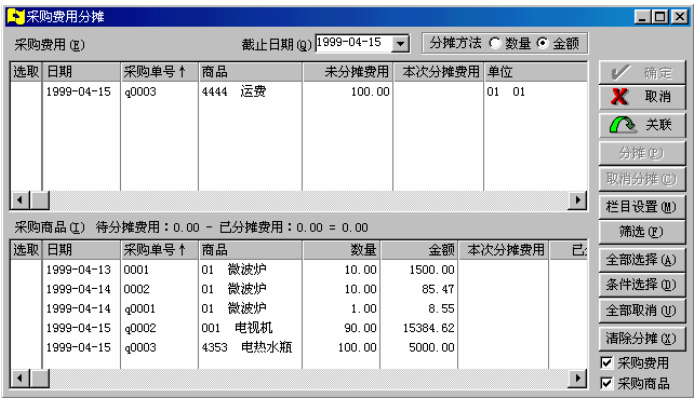 采购费用分摊
采购费用(E) 截止日期(Q) 1999-04-15 分摊方法 数量 金额
选取 日期 采购单号↑ 商品 未分摊费用 本次分摊费用 单位
1999-04-15 q0003 4444 运费 100.00 01 01
采购商品(I) 待分摊费用：0.00 - 已分摊费用：0.00 = 0.00
选取 日期 采购单号↑ 商品 数量 金额 本次分摊费用
1999-04-13 0001 01 微波炉 10.00 1500.00
1999-04-14 0002 01 微波炉 10.00 85.47
1999-04-14 q0001 01 微波炉 1.00 8.55
1999-04-15 q0002 001 电视机 90.00 15384.62
1999-04-15 q0003 4353 电热水瓶 100.00 5000.00
确定
取消
关联
分摊(P)
取消分摊(C)
栏目设置(M)
筛选(F)
全部选择(A)
条件选择(D)
全部取消(U)
清除分摊(X)
采购费用
采购商品